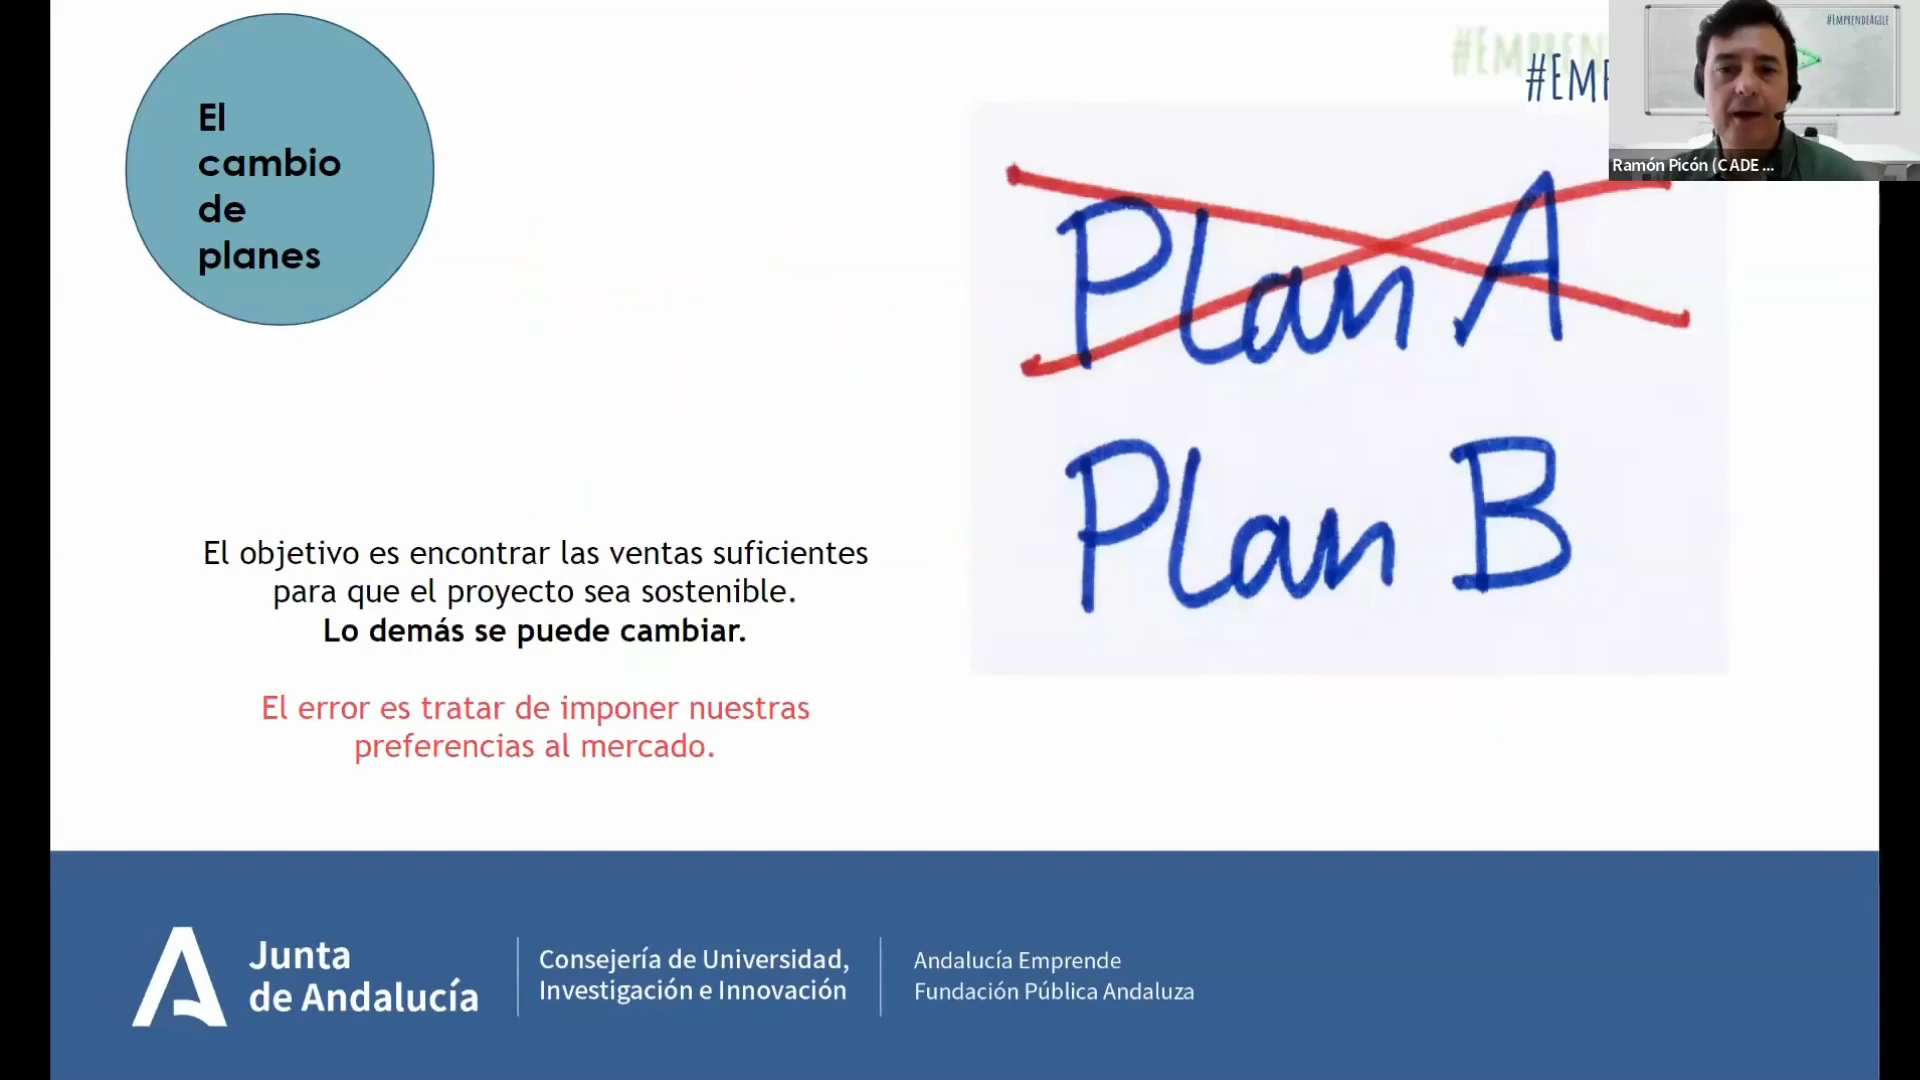 El
cambio
de
planes
#EMPRENDEAGILE
Ramón Picón (CADE ...
Plan A
Plan B
El objetivo es encontrar las ventas suficientes
para que el proyecto sea sostenible.
Lo demás se puede cambiar.
El error es tratar de imponer nuestras
preferencias al mercado.
Junta
de Andalucía
Consejería de Universidad,
Investigación e Innovación
Andalucía Emprende
Fundación Pública Andaluza